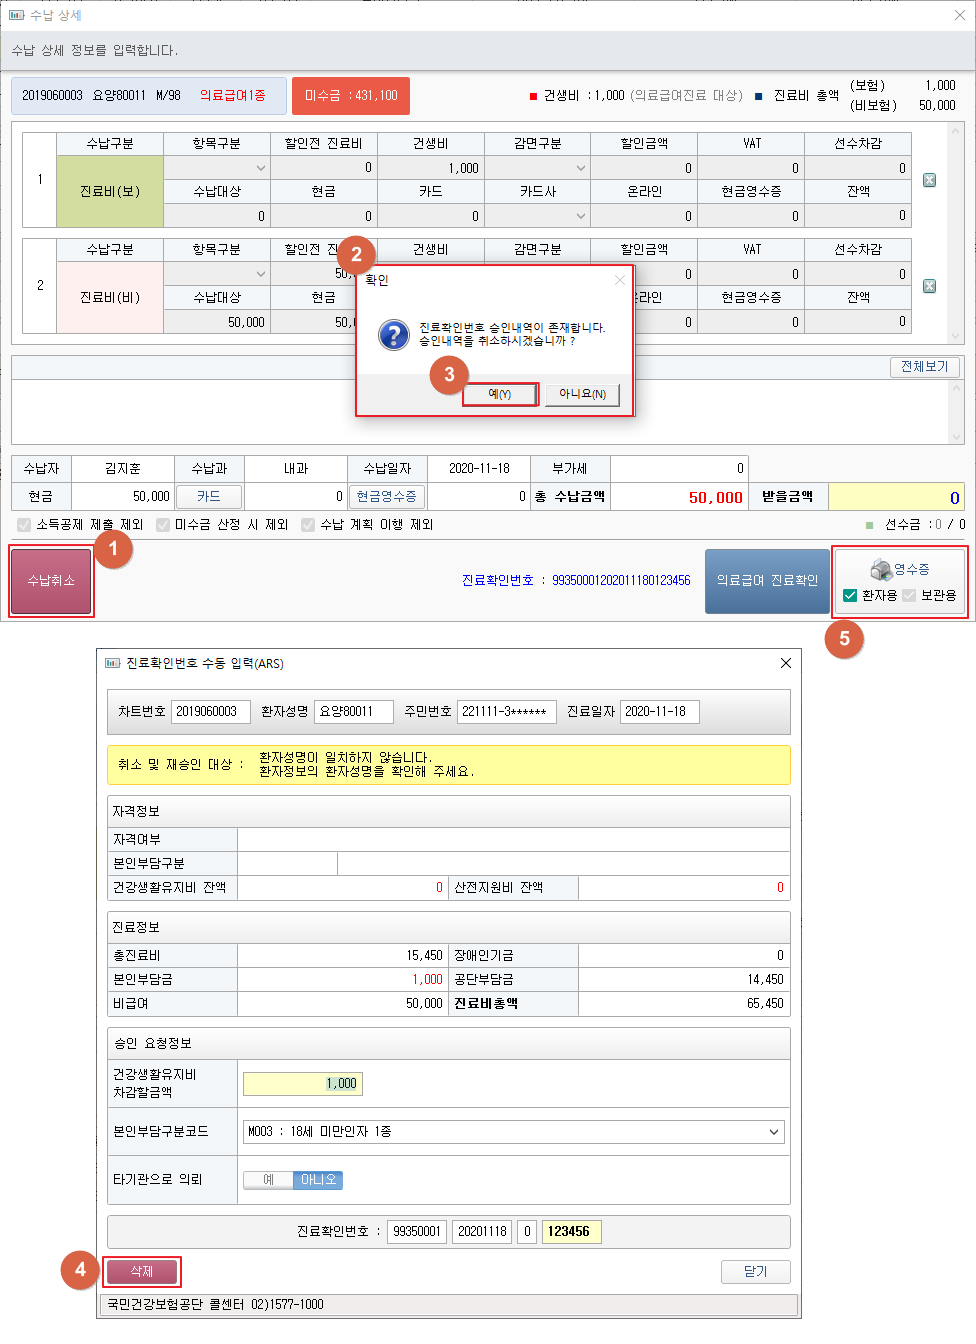 수납 상세
수납 상세 정보를 입력합니다.
2019060003 요양80011 M/98 의료급여1종
미수금 :431,100
■ 건생비 :1,000 (의료급여진료 대상) ■ 진료비 총액 (보험) 1,000
(비보험) 50,000
수납구분 항목구분 할인전 진료비 건생비 감면구분 할인금액 VAT 선수차감
1 진료비(보) 0 1,000 0 0 0
수납대상 현금 카드 카드사 온라인 현금영수증 잔액
0 0 0 0 0 0
수납구분 항목구분 할인전 진 건생비 감면구분 할인금액 VAT 선수차감
2 진료비(비) 50, 0 0 0
수납대상 현금 라인 현금영수증 잔액
50,000 50, 0 0 0
2
확인
진료확인번호 승인내역이 존재합니다.
승인내역을 취소하시겠습니까 ?
3
예(Y) 아니요(N)
전체보기
수납자 김지훈 수납과 내과 수납일자 2020-11-18 부가세 0
현금 50,000 카드 0 현금영수증 0 총 수납금액 50,000 받을금액 0
소득공제 제출 제외 미수금 산정 시 제외 수납 계획 이행 제외 ■ 선수금 :0 / 0
1
수납취소
진료확인번호 : 99350001202011180123456
의료급여 진료확인
영수증
환자용 보관용
5
진료확인번호 수동 입력(ARS)
차트번호 2019060003 환자성명 요양80011 주민번호 221111-3****** 진료일자 2020-11-18
취소 및 재승인 대상 : 환자성명이 일치하지 않습니다.
환자정보의 환자성명을 확인해 주세요.
자격정보
자격여부
본인부담구분
건강생활유지비 잔액 0 산전지원비 잔액 0
진료정보
총진료비 15,450 장애인기금 0
본인부담금 1,000 공단부담금 14,450
비급여 50,000 진료비총액 65,450
승인 요청정보
건강생활유지비
차감할금액 1,000
본인부담구분코드 M003 : 18세 미만인자 1종
타기관으로 의뢰 예 아니오
진료확인번호 : 99350001 20201118 0 123456
4
삭제 닫기
국민건강보험공단 콜센터 02)1577-1000